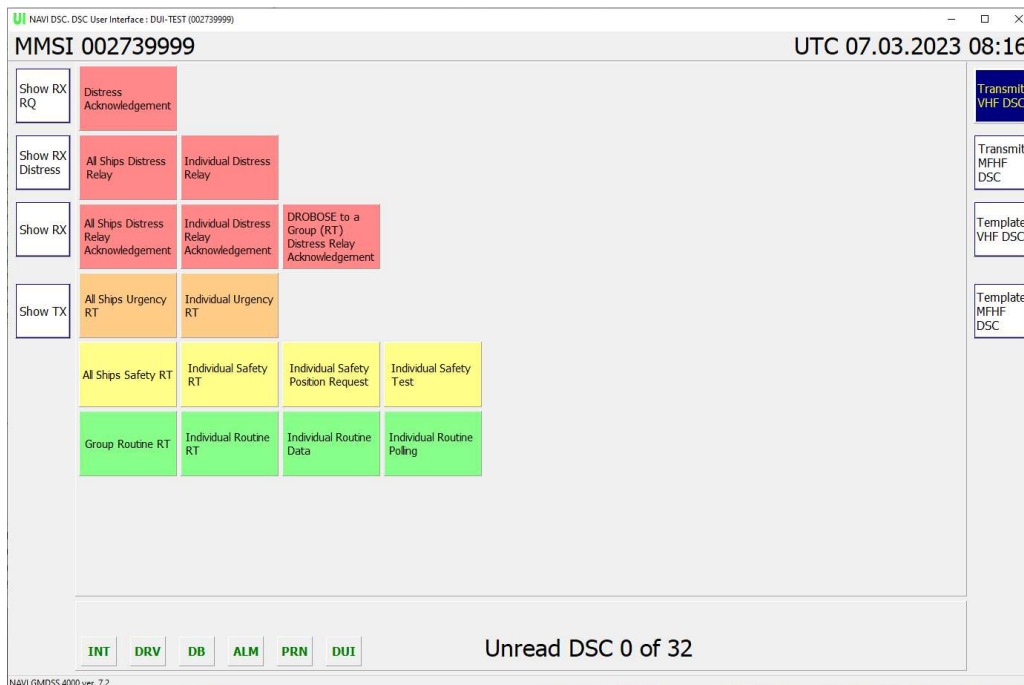 UI NAVI DSC. DSC User Interface : DUI-TEST (002739999)
MMSI 002739999
UTC 07.03.2023 08:16
Show RX
RQ
Distress
Acknowledgement
Transmit
VHF DSC
Show RX
Distress
All Ships Distress
Relay
Individual Distress
Relay
Transmit
MFHF
DSC
Show RX
All Ships Distress
Relay
Acknowledgement
Individual Distress
Relay
Acknowledgement
DROBOSE to a
Group (RT)
Distress Relay
Acknowledgement
Template
VHF DSC
Show TX
All Ships Urgency
RT
Individual Urgency
RT
Template
MFHF
DSC
All Ships Safety RT
Individual Safety
RT
Individual Safety
Position Request
Individual Safety
Test
Group Routine RT
Individual Routine
RT
Individual Routine
Data
Individual Routine
Polling
INT DRV DB ALM PRN DUI
Unread DSC 0 of 32
NAVI GMDSS 4000 ver. 7.2